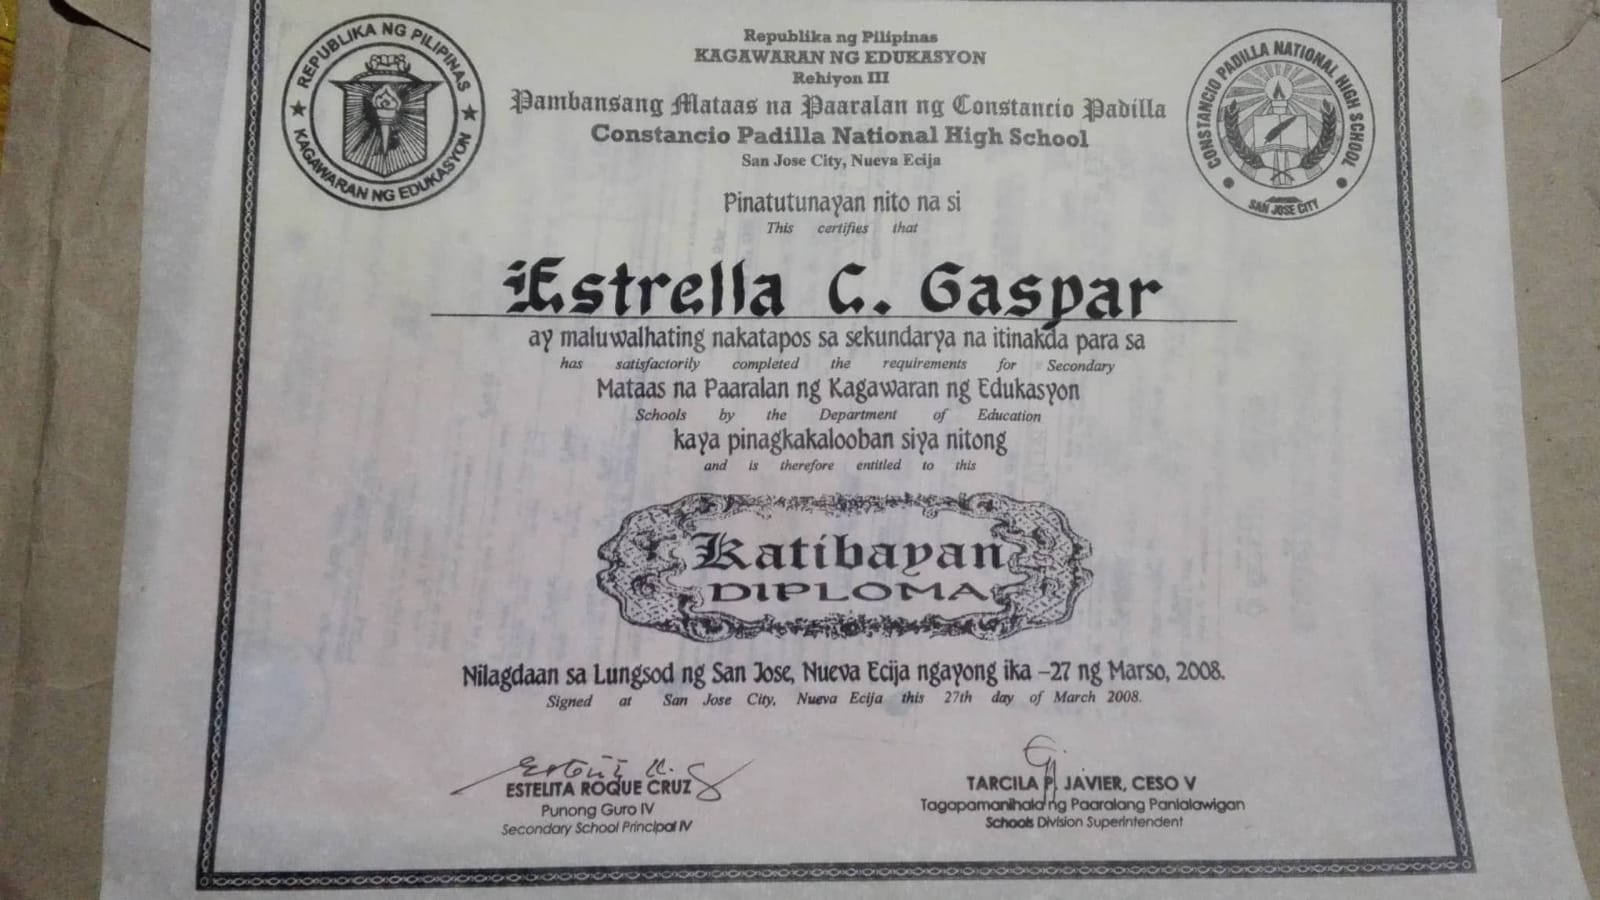 REPUBLIKA NG PILIPINAS
KAGAWARAN NG EDUKASYON
CONSTANCIO PADILLA NATIONAL HIGH SCHOOL
SAN JOSE CITY
Republika ng Pilipinas
KAGAWARAN NG EDUKASYON
Rehiyon III
Pambansang Mataas na Paaralan ng Constancio Padilla
Constancio Padilla National High School
San Jose City, Nueva Ecija
Pinatutunayan nito na si
This certifies that
Estrella C. Gaspar
ay maluwalhating nakatapos sa sekundarya na itinakda para sa
has satisfactorily completed the requirements for Secondary
Mataas na Paaralan ng Kagawaran ng Edukasyon
Schools by the Department of Education
kaya pinagkakalooban siya nitong
and is therefore entitled to this
Katibayan
DIPLOMA
Nilagdaan sa Lungsod ng San Jose, Nueva Ecija ngayong ika –27 ng Marso, 2008.
Signed at San Jose City, Nueva Ecija this 27th day of March 2008.
ESTELITA ROQUE CRUZ
Punong Guro IV
Secondary School Principal IV
TARCILA P. JAVIER, CESO V
Tagapamanihala ng Paaralang Panlalawigan
Schools Division Superintendent